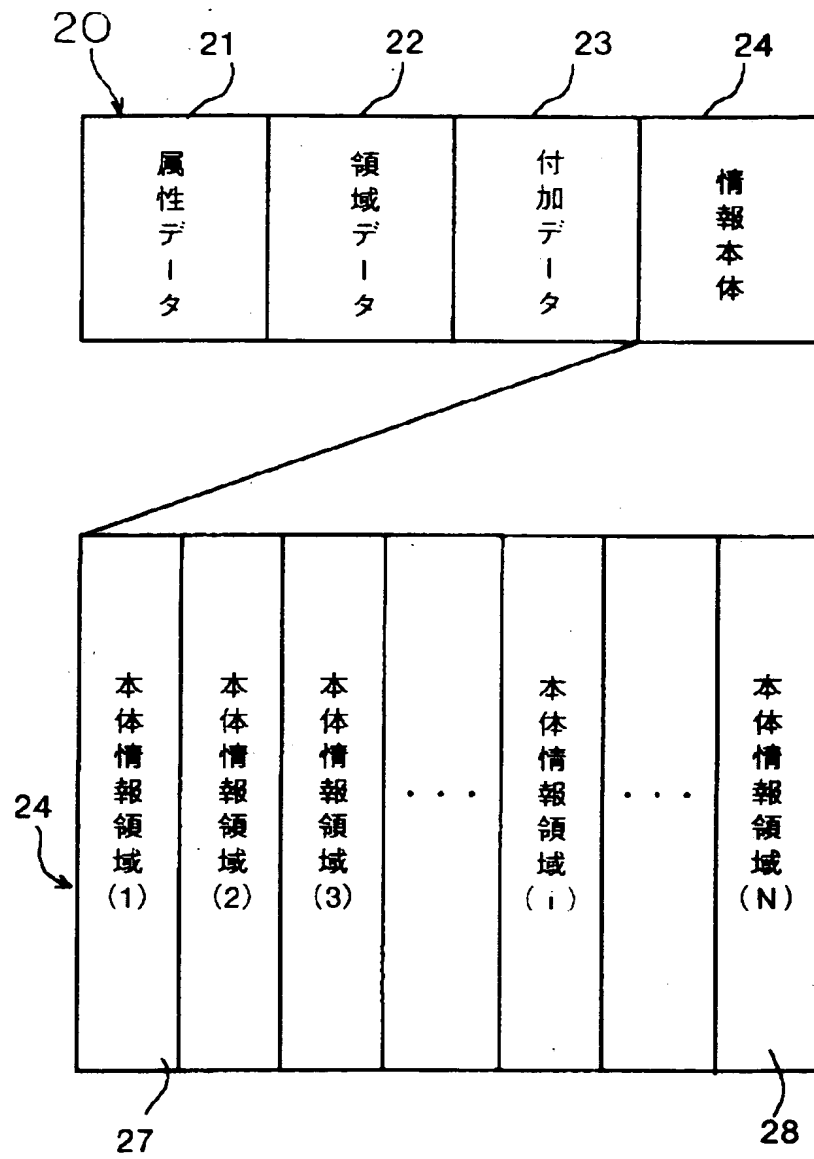 20
21
22
23
24
属性データ
領域データ
付加データ
情報本体
本体情報領域(1)
本体情報領域(2)
本体情報領域(3)
・・・
本体情報領域(i)
・・・
本体情報領域(N)
24
27
28